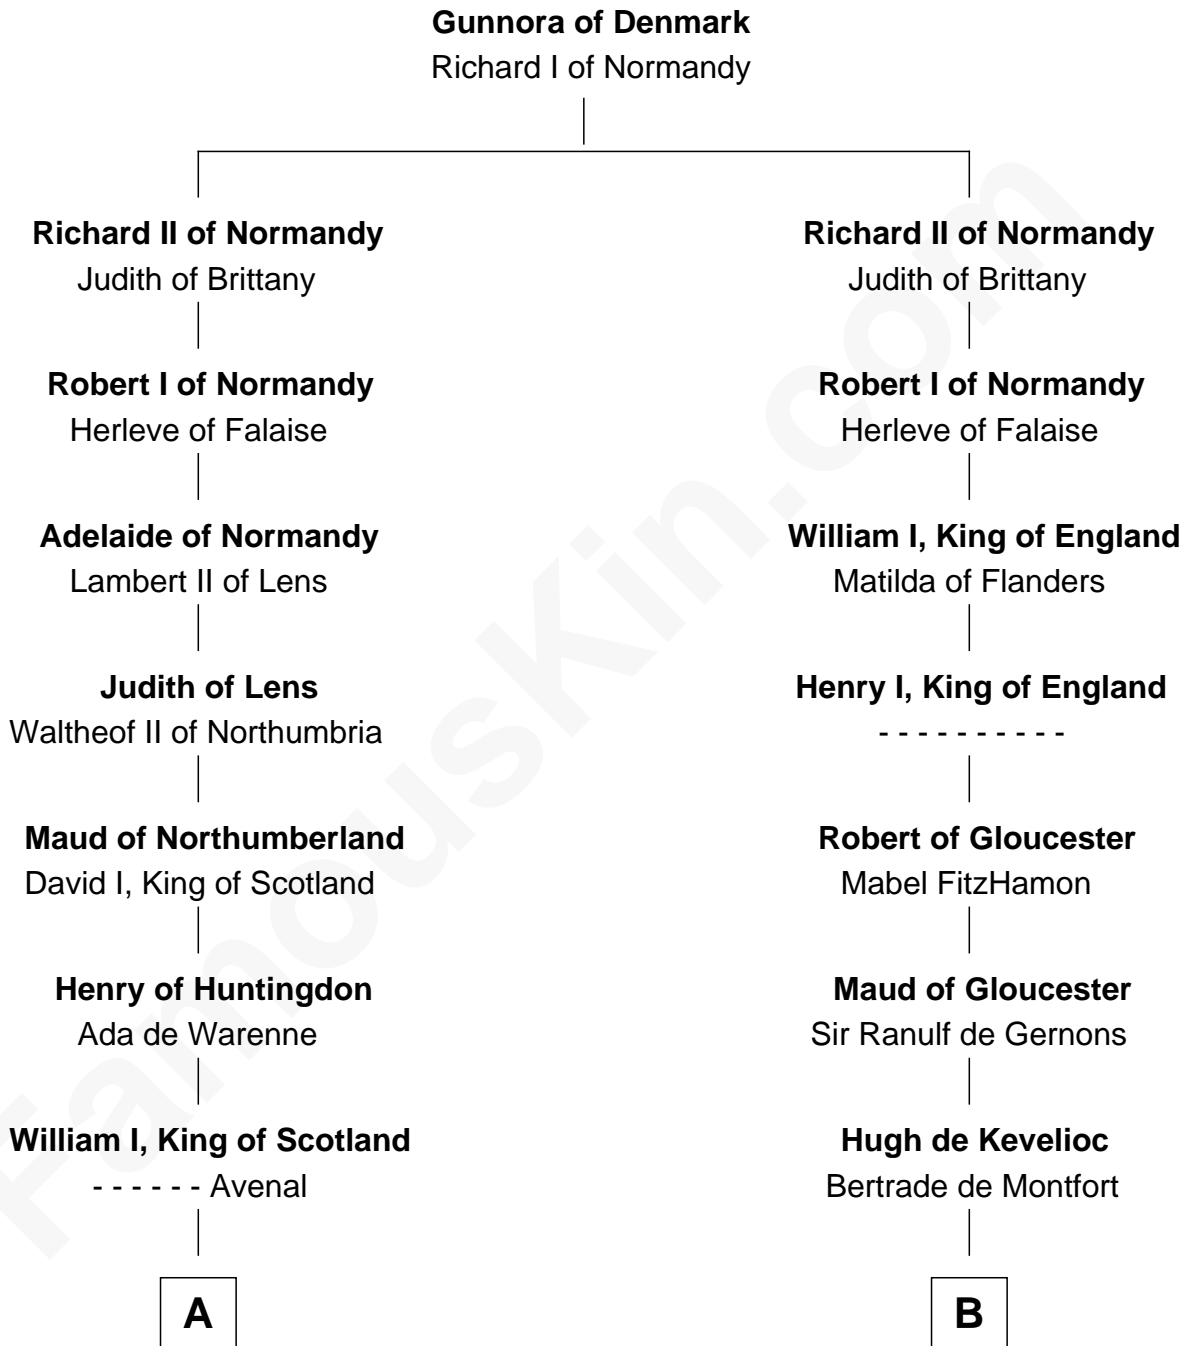 Gunnora of Denmark
Richard I of Normandy
Richard II of Normandy
Judith of Brittany
Robert I of Normandy
Herleve of Falaise
Adelaide of Normandy
Lambert II of Lens
Judith of Lens
Waltheof II of Northumbria
Maud of Northumberland
David I, King of Scotland
Henry of Huntingdon
Ada de Warenne
William I, King of Scotland
- - - - - - Avenal
A
Richard II of Normandy
Judith of Brittany
Robert I of Normandy
Herleve of Falaise
William I, King of England
Matilda of Flanders
Henry I, King of England
- - - - - - - - - -
Robert of Gloucester
Mabel FitzHamon
Maud of Gloucester
Sir Ranulf de Gernons
Hugh de Kevelioc
Bertrade de Montfort
B
FamousKin.com